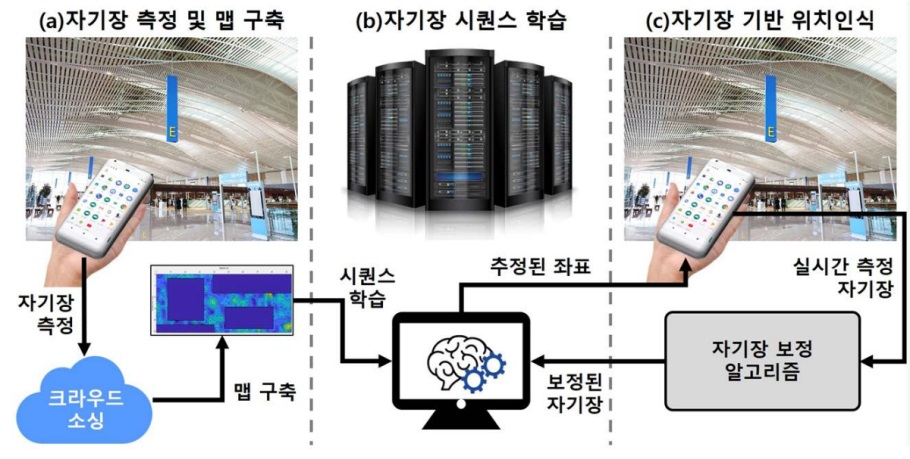 (a)자기장 측정 및 맵 구축
(b)자기장 시퀀스 학습
(c)자기장 기반 위치인식
E
E
자기장
측정
크라우드
소싱
맵 구축
시퀀스
학습
추정된 좌표
보정된
자기장
실시간 측정
자기장
자기장 보정
알고리즘